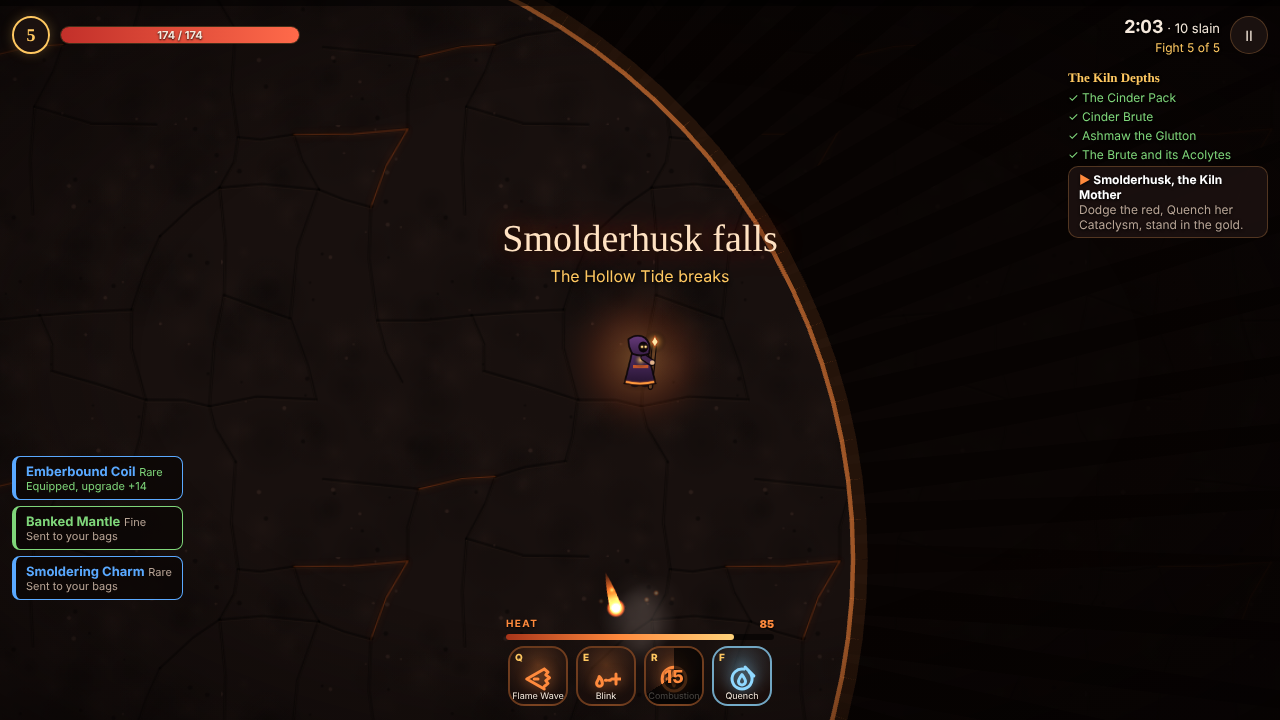 5
174 / 174
2:03 · 10 slain
Fight 5 of 5
The Kiln Depths
✓ The Cinder Pack
✓ Cinder Brute
✓ Ashmaw the Glutton
✓ The Brute and its Acolytes
▶ Smolderhusk, the Kiln
Mother
Dodge the red, Quench her
Cataclysm, stand in the gold.
Smolderhusk falls
The Hollow Tide breaks
Emberbound Coil Rare
Equipped, upgrade +14
Banked Mantle Fine
Sent to your bags
Smoldering Charm Rare
Sent to your bags
HEAT 85
Q E R F
15
Flame Wave Blink Combustion Quench